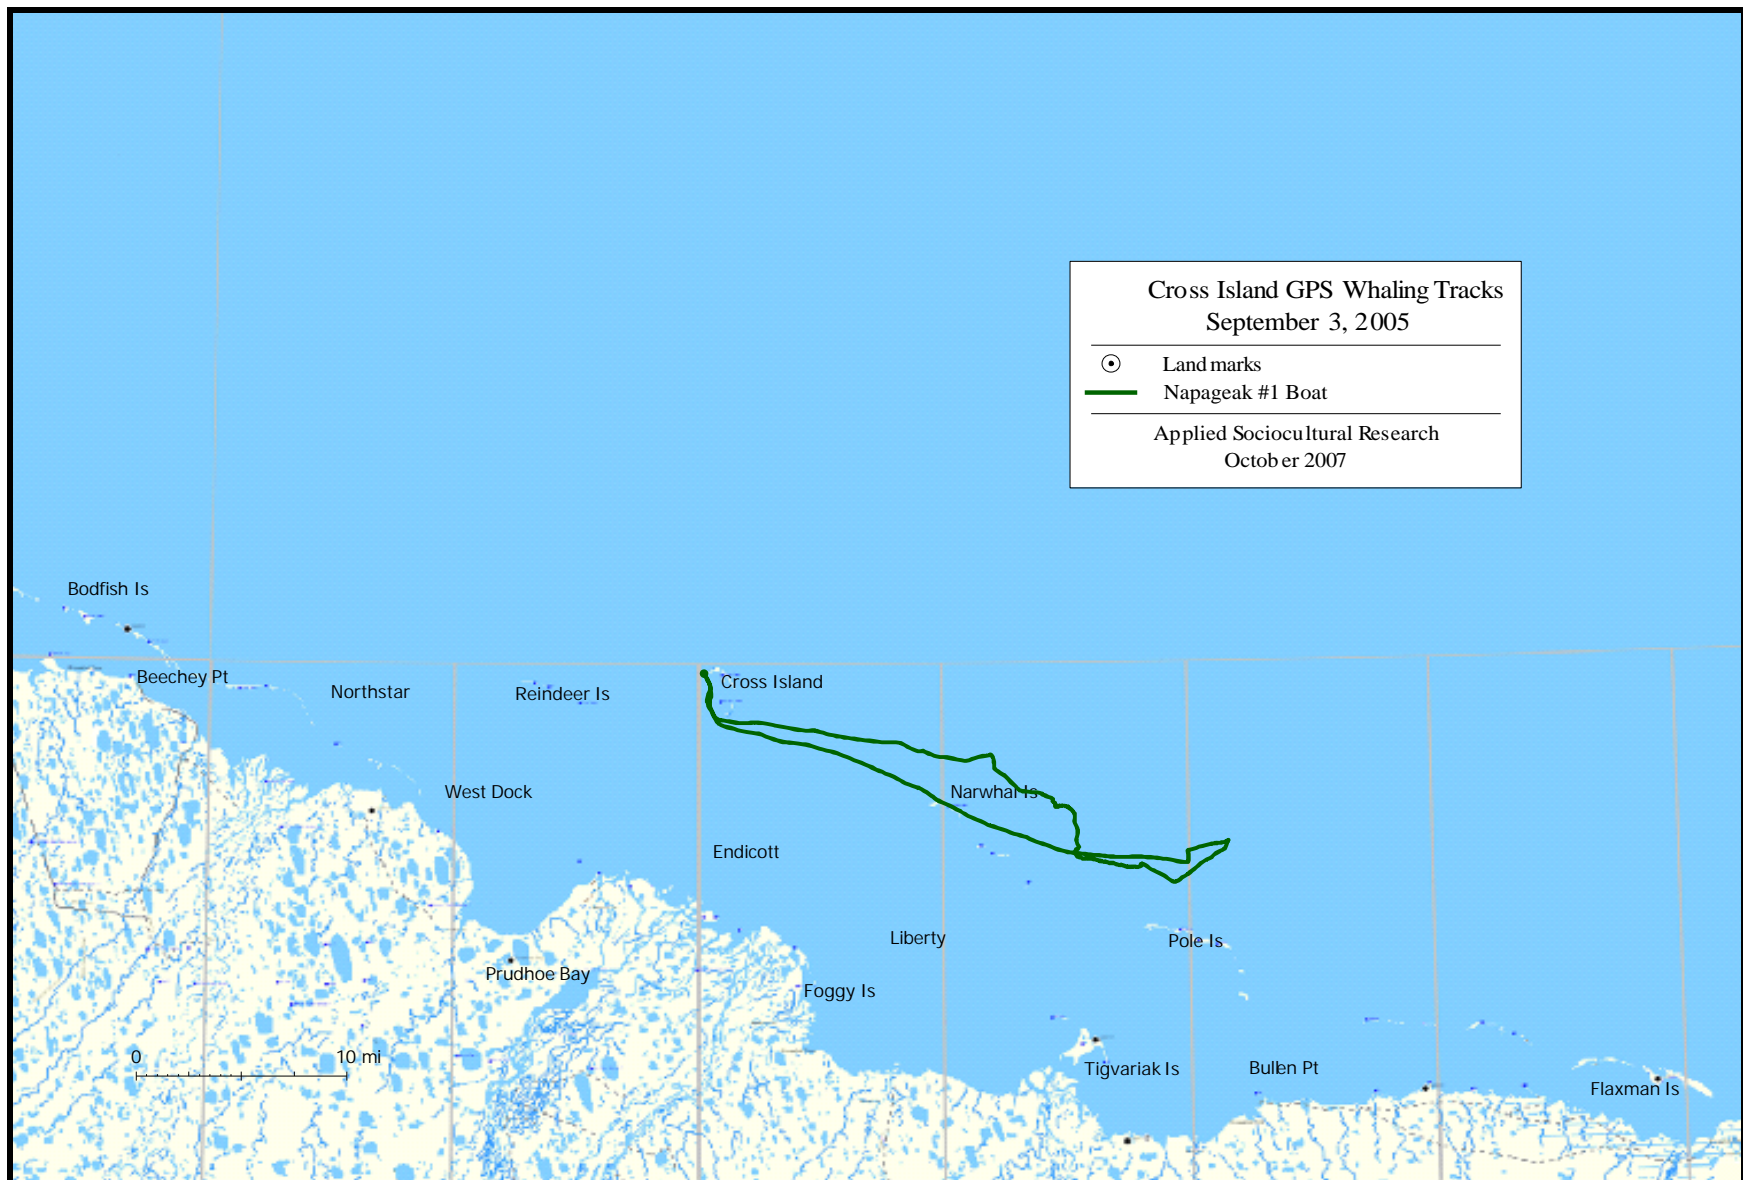 Cross Island GPS Whaling Tracks
September 3, 2005
Landmarks
Napageak #1 Boat
Applied Sociocultural Research
October 2007
Bodfish Is
Beechey Pt
Northstar
Reindeer Is
Cross Island
West Dock
Narwhal Is
Endicott
Liberty
Pole Is
Prudhoe Bay
Foggy Is
0 10 mi
Tigvariak Is
Bullen Pt
Flaxman Is